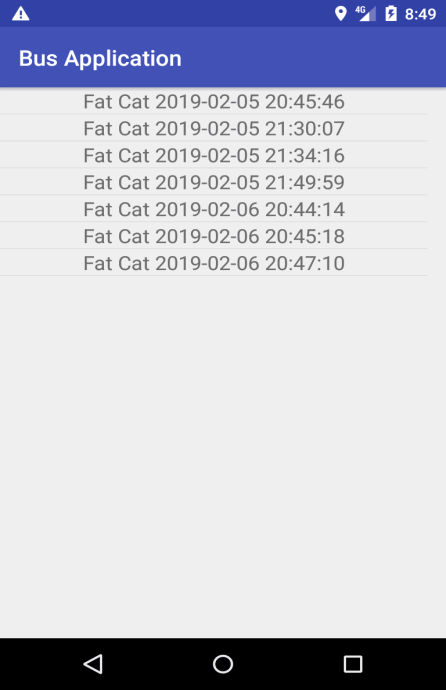 4G 8:49
Bus Application
Fat Cat 2019-02-05 20:45:46
Fat Cat 2019-02-05 21:30:07
Fat Cat 2019-02-05 21:34:16
Fat Cat 2019-02-05 21:49:59
Fat Cat 2019-02-06 20:44:14
Fat Cat 2019-02-06 20:45:18
Fat Cat 2019-02-06 20:47:10